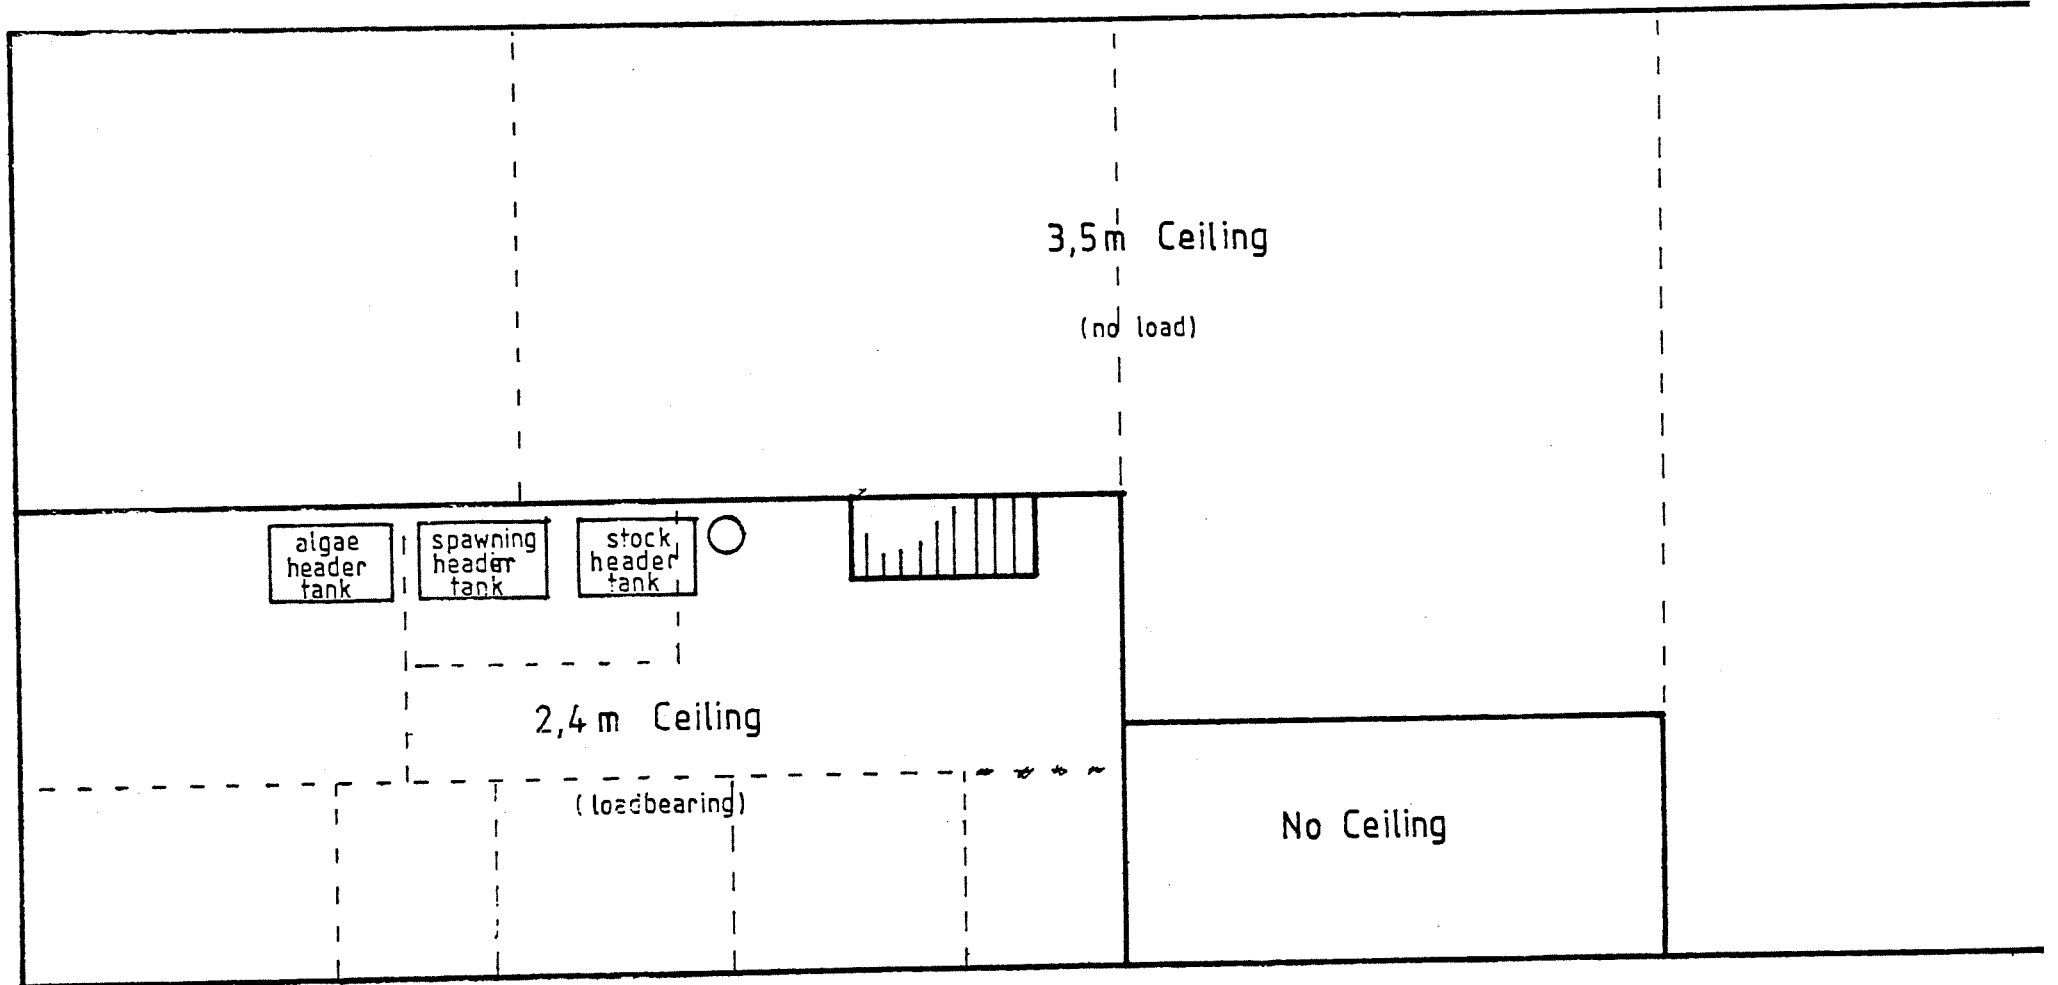 3,5m Ceiling
(no load)
algae
header
tank
spawning
header
tank
stock
header
tank
2,4 m Ceiling
(loadbearing)
No Ceiling